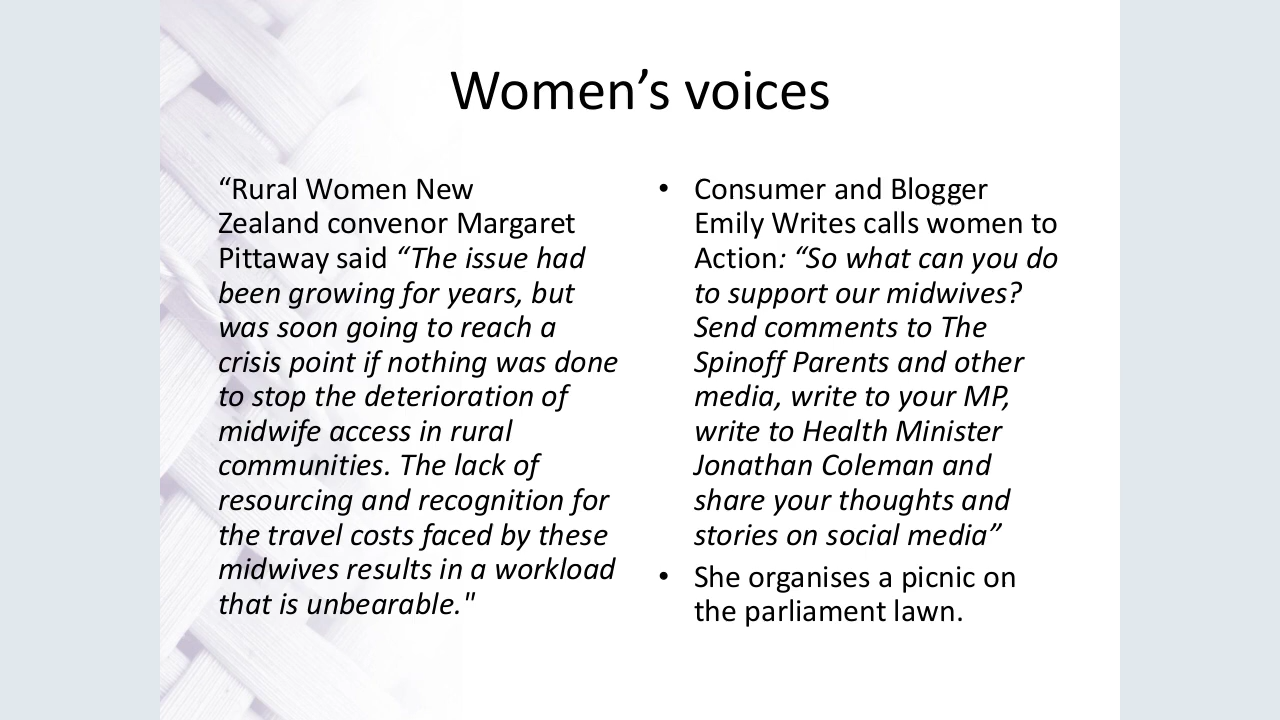 Women’s voices
“Rural Women New
Zealand convenor Margaret
Pittaway said “The issue had
been growing for years, but
was soon going to reach a
crisis point if nothing was done
to stop the deterioration of
midwife access in rural
communities. The lack of
resourcing and recognition for
the travel costs faced by these
midwives results in a workload
that is unbearable."
• Consumer and Blogger
Emily Writes calls women to
Action: “So what can you do
to support our midwives?
Send comments to The
Spinoff Parents and other
media, write to your MP,
write to Health Minister
Jonathan Coleman and
share your thoughts and
stories on social media”
• She organises a picnic on
the parliament lawn.